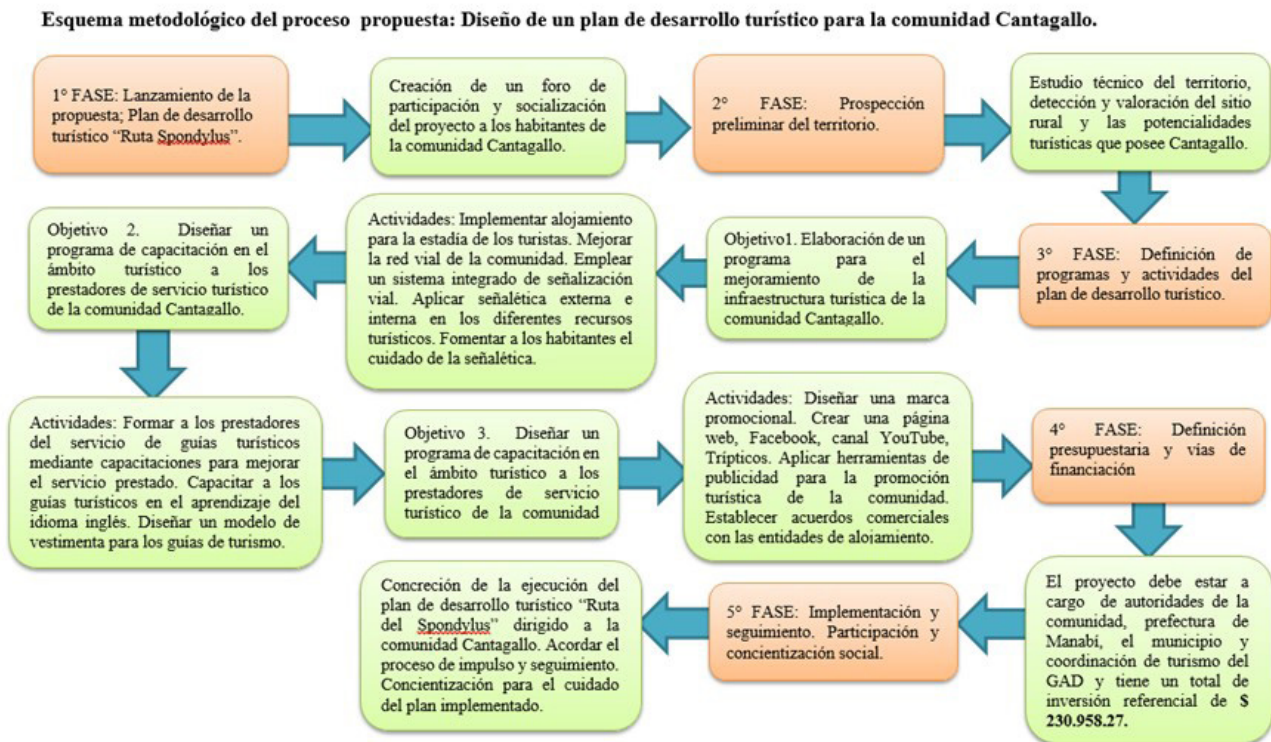 Esquema metodológico del proceso propuesta: Diseño de un plan de desarrollo turístico para la comunidad Cantagallo.
1° FASE: Lanzamiento de la
propuesta; Plan de desarrollo
turístico “Ruta Spondylus”.
Creación de un foro de
participación y socialización
del proyecto a los habitantes de
la comunidad Cantagallo.
2° FASE: Prospección
preliminar del territorio.
Estudio técnico del territorio,
detección y valoración del sitio
rural y las potencialidades
turísticas que posee Cantagallo.
3° FASE: Definición de
programas y actividades del
plan de desarrollo turístico.
Objetivo1. Elaboración de un
programa para el
mejoramiento de la
infraestructura turística de la
comunidad Cantagallo.
Actividades: Implementar alojamiento
para la estadía de los turistas. Mejorar
la red vial de la comunidad. Emplear
un sistema integrado de señalización
vial. Aplicar señalética externa e
interna en los diferentes recursos
turísticos. Fomentar a los habitantes el
cuidado de la señalética.
Objetivo 2. Diseñar un
programa de capacitación en el
ámbito turístico a los
prestadores de servicio turístico
de la comunidad Cantagallo.
Actividades: Formar a los prestadores
del servicio de guías turísticos
mediante capacitaciones para mejorar
el servicio prestado. Capacitar a los
guías turísticos en el aprendizaje del
idioma inglés. Diseñar un modelo de
vestimenta para los guías de turismo.
Objetivo 3. Diseñar un
programa de capacitación en
el ámbito turístico a los
prestadores de servicio
turístico de la comunidad
Actividades: Diseñar una marca
promocional. Crear una página
web, Facebook, canal YouTube,
Trípticos. Aplicar herramientas de
publicidad para la promoción
turística de la comunidad.
Establecer acuerdos comerciales
con las entidades de alojamiento.
4° FASE: Definición
presupuestaria y vías de
financiación
El proyecto debe estar a
cargo de autoridades de la
comunidad, prefectura de
Manabí, el municipio y
coordinación de turismo del
GAD y tiene un total de
inversión referencial de $
230.958.27.
5° FASE: Implementación y
seguimiento. Participación y
concientización social.
Concreción de la ejecución del
plan de desarrollo turístico “Ruta
del Spondylus” dirigido a la
comunidad Cantagallo. Acordar el
proceso de impulso y seguimiento.
Concientización para el cuidado
del plan implementado.